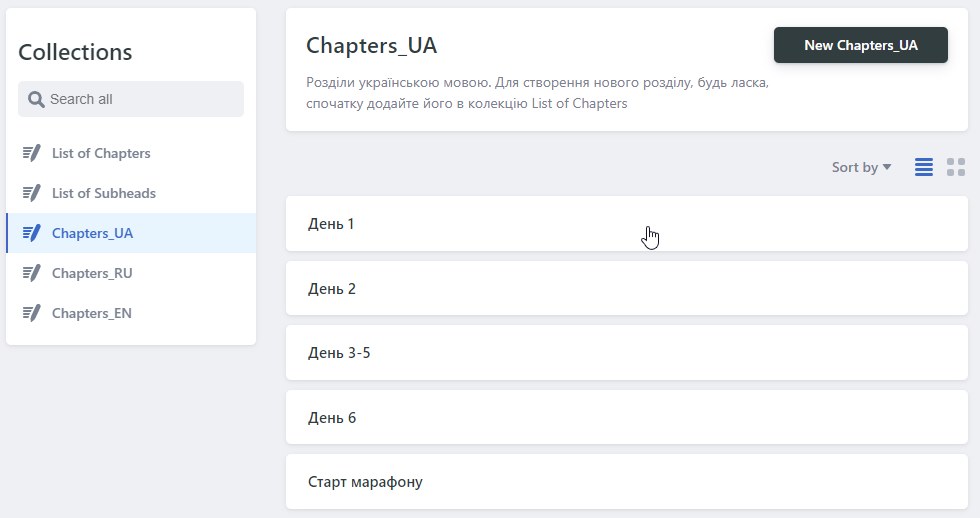 Collections
Search all
List of Chapters
List of Subheads
Chapters_UA
Chapters_RU
Chapters_EN
Chapters_UA
New Chapters_UA
Розділи українською мовою. Для створення нового розділу, будь ласка,
спочатку додайте його в колекцію List of Chapters
Sort by
День 1
День 2
День 3-5
День 6
Старт марафону